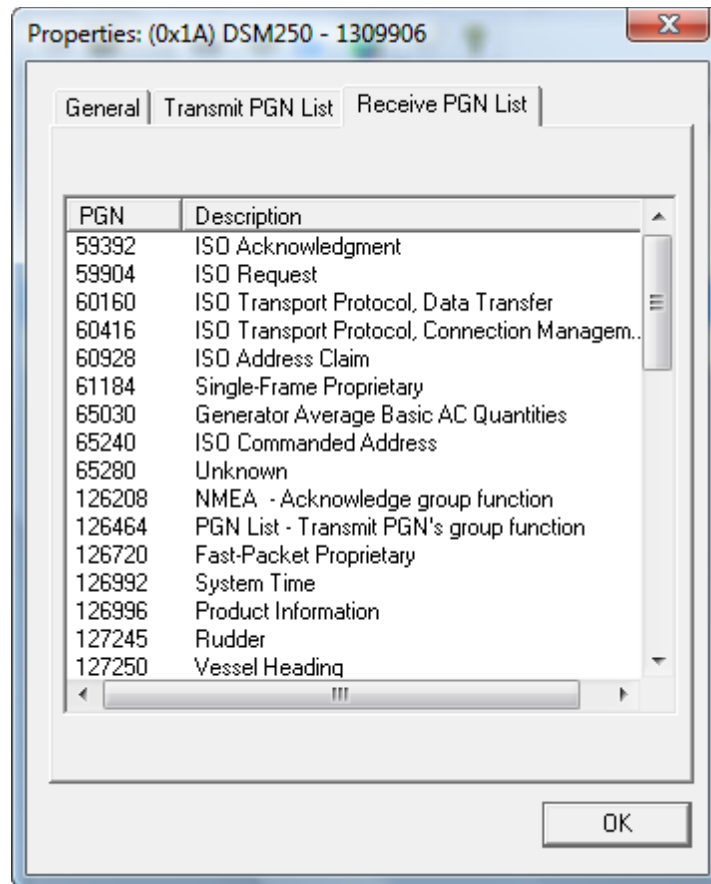 Properties: (0x1A) DSM250 - 1309906
General Transmit PGN List Receive PGN List
PGN Description
59392 ISO Acknowledgment
59904 ISO Request
60160 ISO Transport Protocol, Data Transfer
60416 ISO Transport Protocol, Connection Managem..
60928 ISO Address Claim
61184 Single-Frame Proprietary
65030 Generator Average Basic AC Quantities
65240 ISO Commanded Address
65280 Unknown
126208 NMEA - Acknowledge group function
126464 PGN List - Transmit PGN's group function
126720 Fast-Packet Proprietary
126992 System Time
126996 Product Information
127245 Rudder
127250 Vessel Heading
OK